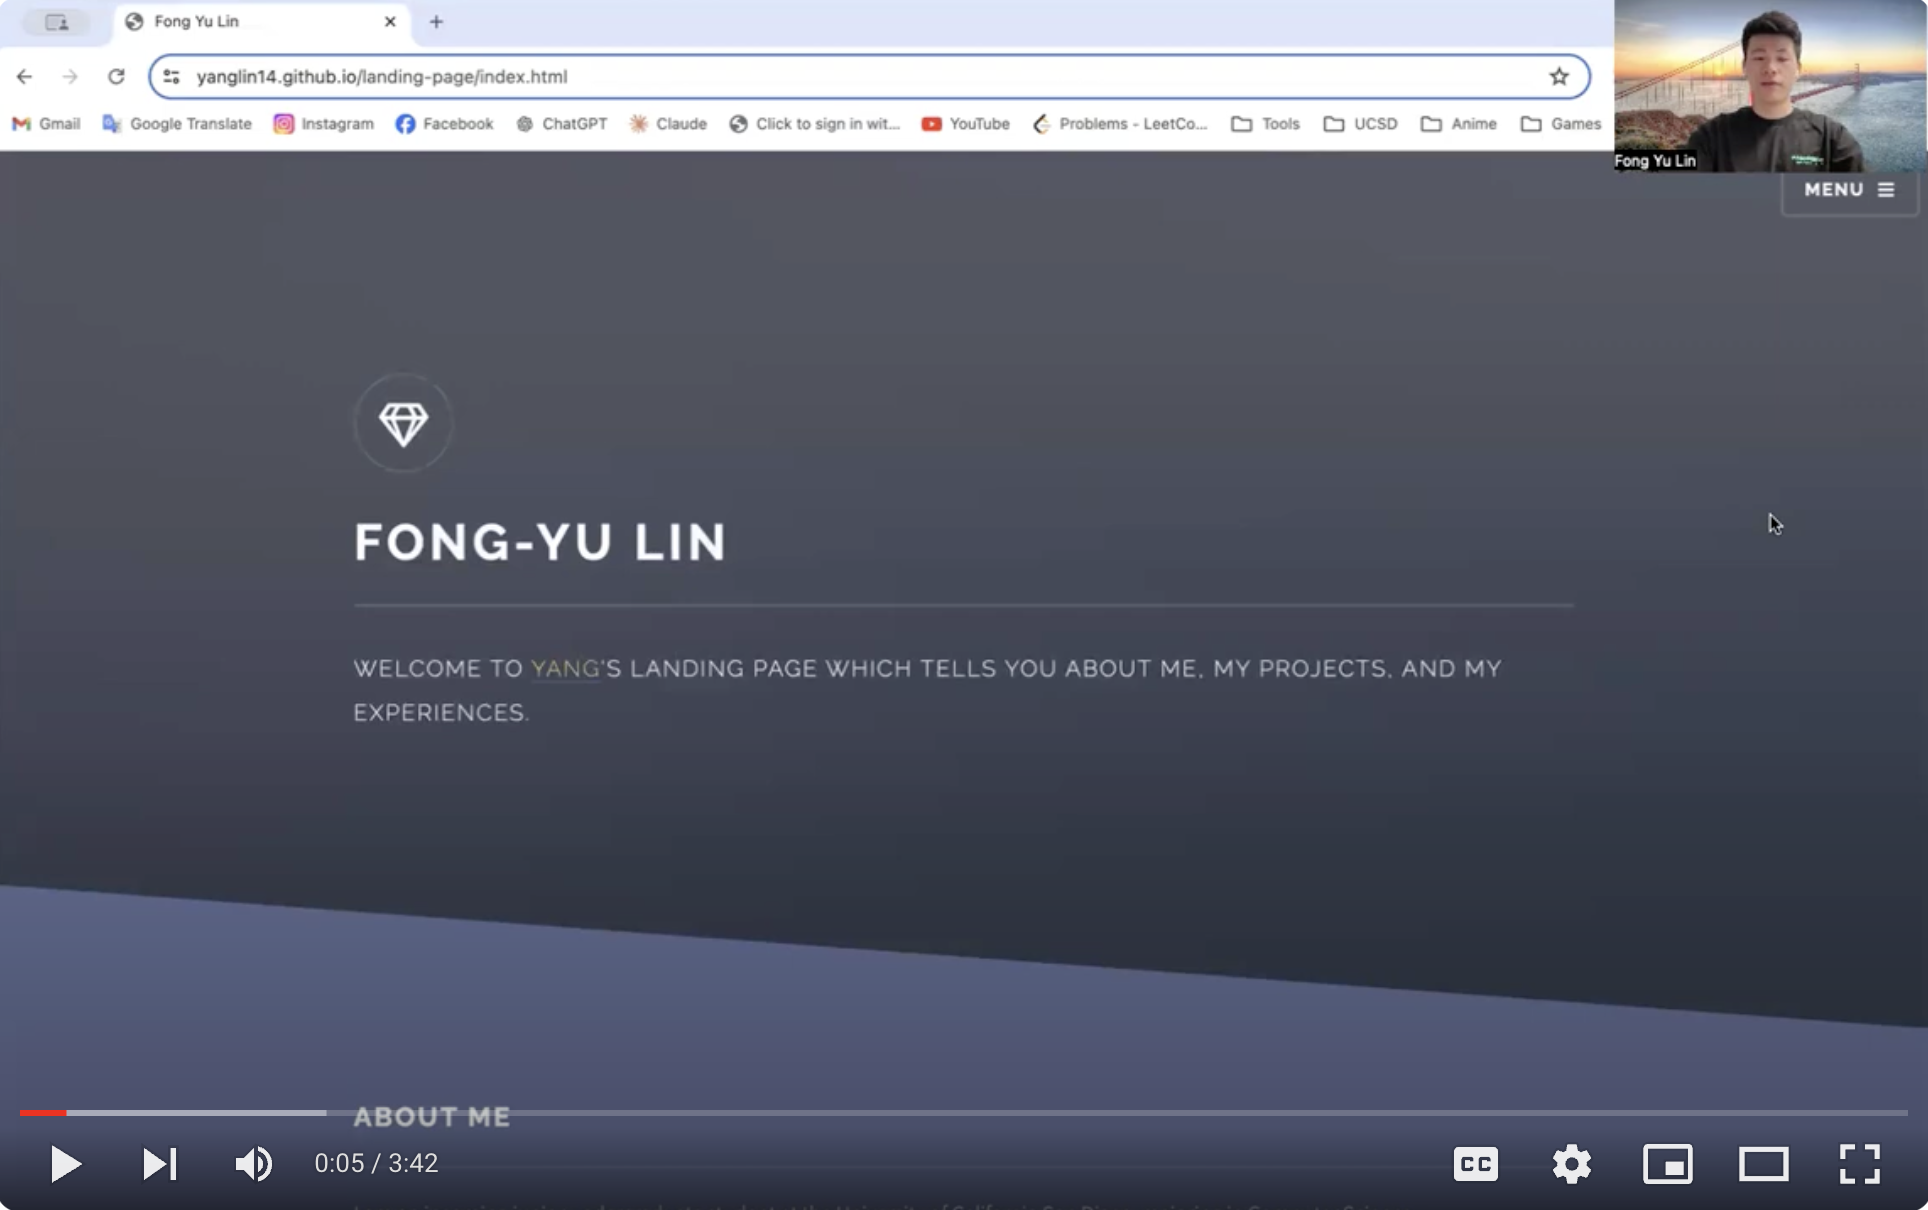 Fong Yu Lin
yanglin14.github.io/landing-page/index.html
Gmail Google Translate Instagram Facebook ChatGPT Claude Click to sign in wit... YouTube Problems - LeetCo... Tools UCSD Anime Games
Fong Yu Lin
MENU
FONG-YU LIN
WELCOME TO YANG'S LANDING PAGE WHICH TELLS YOU ABOUT ME, MY PROJECTS, AND MY
EXPERIENCES.
ABOUT ME
0:05 / 3:42
CC